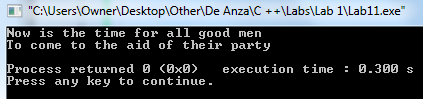 "C:\Users\Owner\Desktop\Other\De Anza\C ++\Labs\Lab 1\Lab11.exe"
Now is the time for all good men
To come to the aid of their party
Process returned 0 (0x0)   execution time : 0.300 s
Press any key to continue.